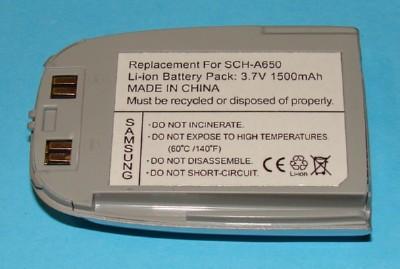 Replacement For SCH-A650
Li-ion Battery Pack: 3.7V 1500mAh
MADE IN CHINA
Must be recycled or disposed of properly.
SAMSUNG
DO NOT INCINERATE.
DO NOT EXPOSE TO HIGH TEMPERATURES
(60°C /140°F)
DO NOT DISASSEMBLE.
DO NOT SHORT-CIRCUIT.
CE
Li-ion